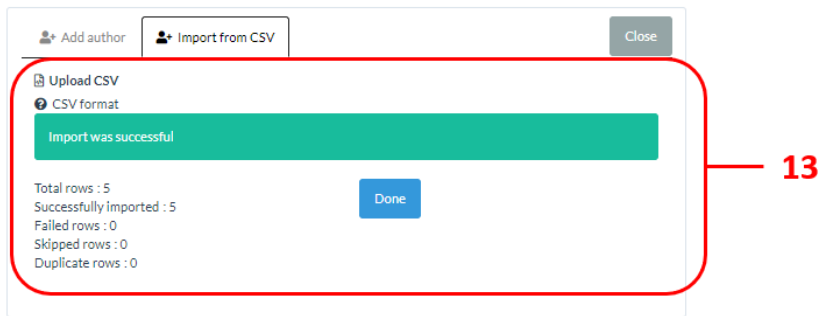 Add author
Import from CSV
Close
Upload CSV
CSV format
Import was successful
13
Total rows : 5
Done
Successfully imported : 5
Failed rows : 0
Skipped rows : 0
Duplicate rows : 0